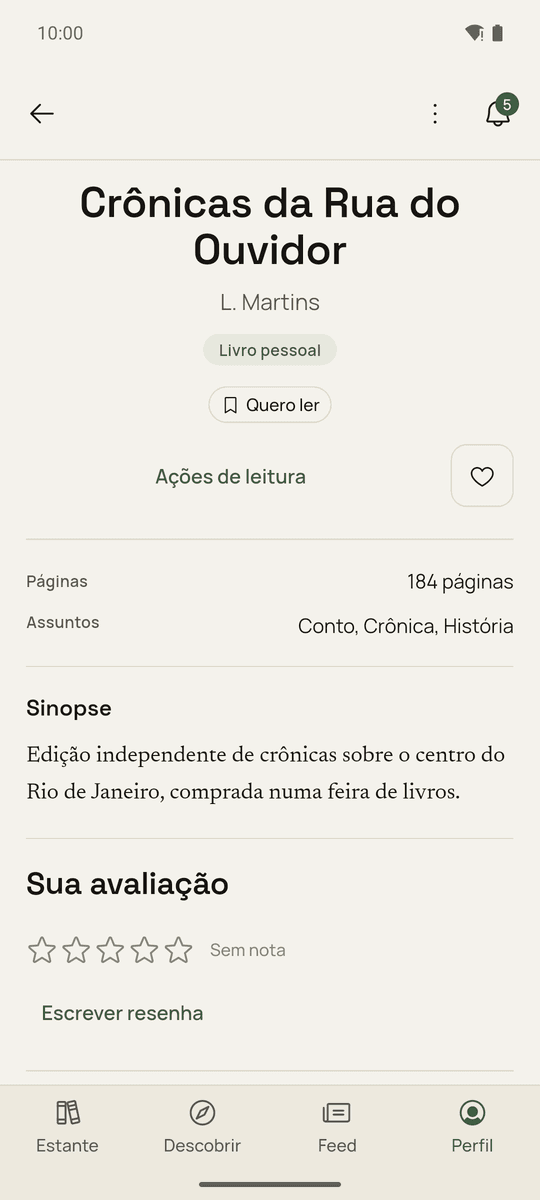 10:00
5
Crônicas da Rua do
Ouvidor
L. Martins
Livro pessoal
Quero ler
Ações de leitura
Páginas
184 páginas
Assuntos
Conto, Crônica, História
Sinopse
Edição independente de crônicas sobre o centro do
Rio de Janeiro, comprada numa feira de livros.
Sua avaliação
Sem nota
Escrever resenha
Estante
Descobrir
Feed
Perfil